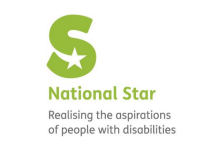 National Star
Realising the aspirations
of people with disabilities